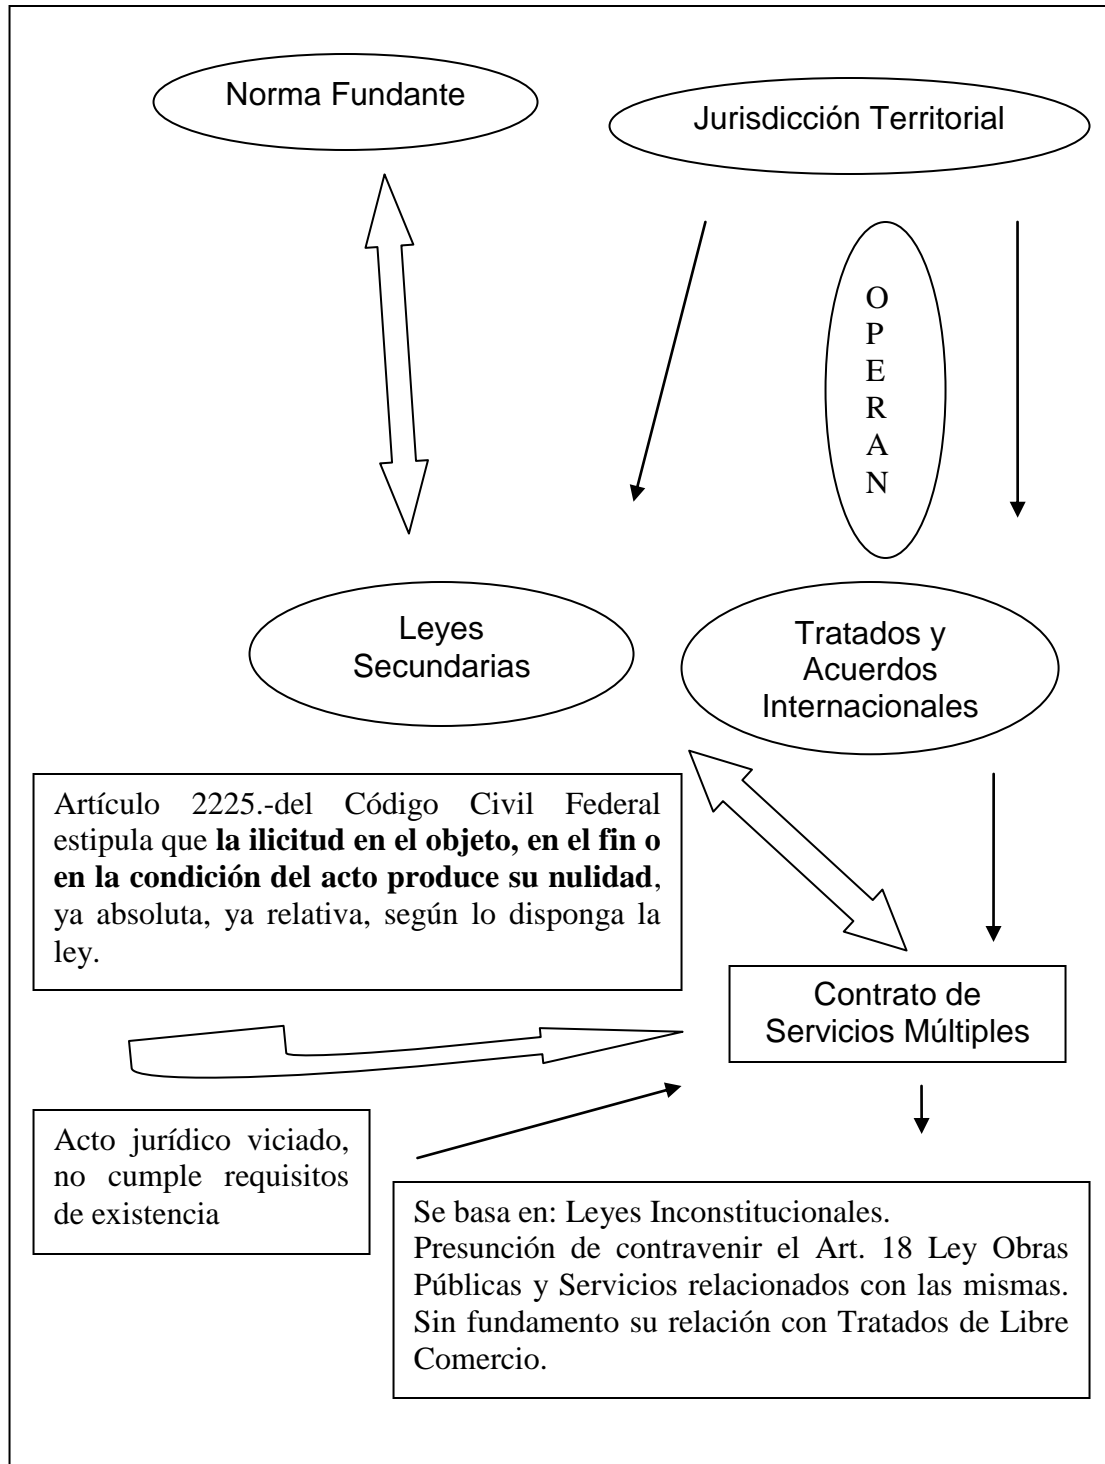 Norma Fundante
Jurisdicción Territorial
O
P
E
R
A
N
Leyes
Secundarias
Tratados y
Acuerdos
Internacionales
Artículo 2225.-del Código Civil Federal
estipula que la ilicitud en el objeto, en el fin o
en la condición del acto produce su nulidad,
ya absoluta, ya relativa, según lo disponga la
ley.
Contrato de
Servicios Múltiples
Acto jurídico viciado,
no cumple requisitos
de existencia
Se basa en: Leyes Inconstitucionales.
Presunción de contravenir el Art. 18 Ley Obras
Públicas y Servicios relacionados con las mismas.
Sin fundamento su relación con Tratados de Libre
Comercio.